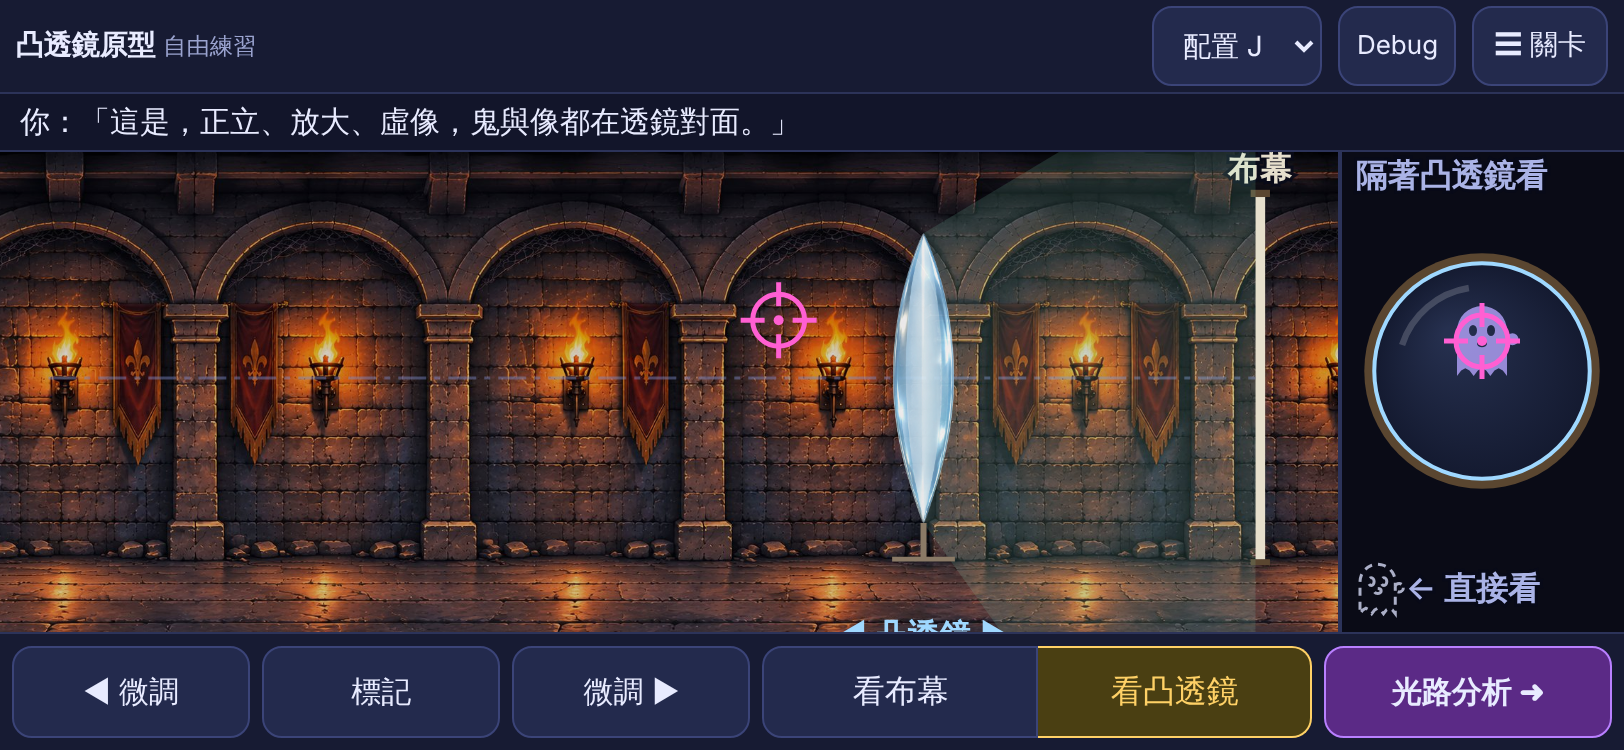 凸透鏡原型 自由練習
配置 J
Debug
☰ 關卡
你：「這是，正立、放大、虛像，鬼與像都在透鏡對面。」
布幕
隔著凸透鏡看
← 直接看
◀ 凸透鏡 ▶
◀ 微調
標記
微調 ▶
看布幕
看凸透鏡
光路分析 ➜